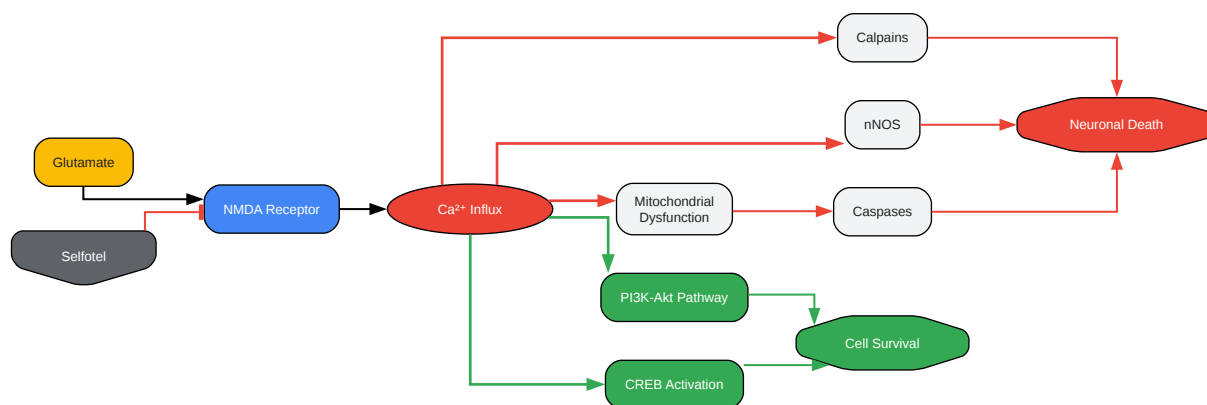 Calpains
nNOS
Neuronal Death
Glutamate
NMDA Receptor
Ca²⁺ Influx
Mitochondrial
Dysfunction
Caspases
Selfotel
PI3K-Akt Pathway
Cell Survival
CREB Activation